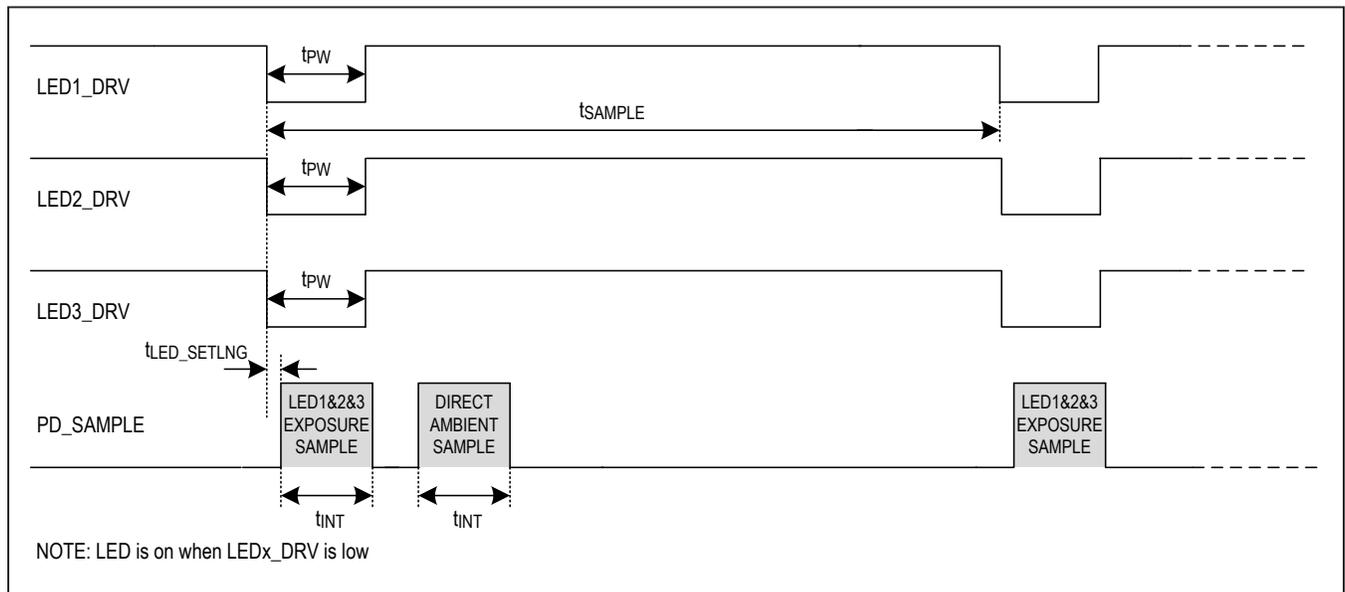 tPW
LED1_DRV
tSAMPLE
tPW
LED2_DRV
tPW
LED3_DRV
tLED_SETLNG
LED1&2&3
EXPOSURE
SAMPLE
DIRECT
AMBIENT
SAMPLE
LED1&2&3
EXPOSURE
SAMPLE
PD_SAMPLE
tINT
tINT
NOTE: LED is on when LEDx_DRV is low